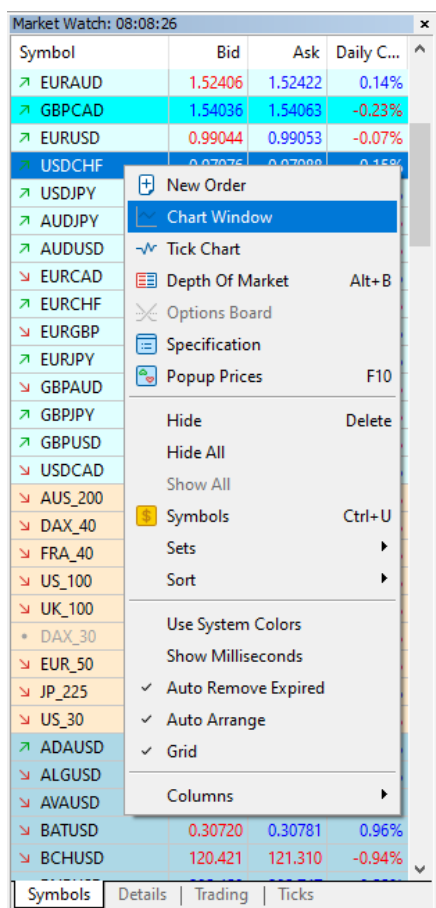 Market Watch: 08:08:26
Symbol Bid Ask Daily C...
EURAUD 1.52406 1.52422 0.14%
GBPCAD 1.54036 1.54063 -0.23%
EURUSD 0.99044 0.99053 -0.07%
USDCHF
USDJPY
New Order
AUDJPY
Chart Window
AUDUSD
Tick Chart
EURCAD
Depth Of Market Alt+B
EURCHF
Options Board
EURGBP
Specification
EURJPY
Popup Prices F10
GBPAUD
GBPJPY
Hide Delete
GBPUSD
Hide All
USDCAD
Show All
AUS_200
Symbols Ctrl+U
DAX_40
Sets
FRA_40
US_100
Sort
UK_100
Use System Colors
DAX_30
Show Milliseconds
EUR_50
JP_225
Auto Remove Expired
US_30
Auto Arrange
ADAUSD
Grid
ALGUSD
AVAUSD
Columns
BATUSD 0.30720 0.30781 0.96%
BCHUSD 120.421 121.310 -0.94%
Symbols Details | Trading | Ticks